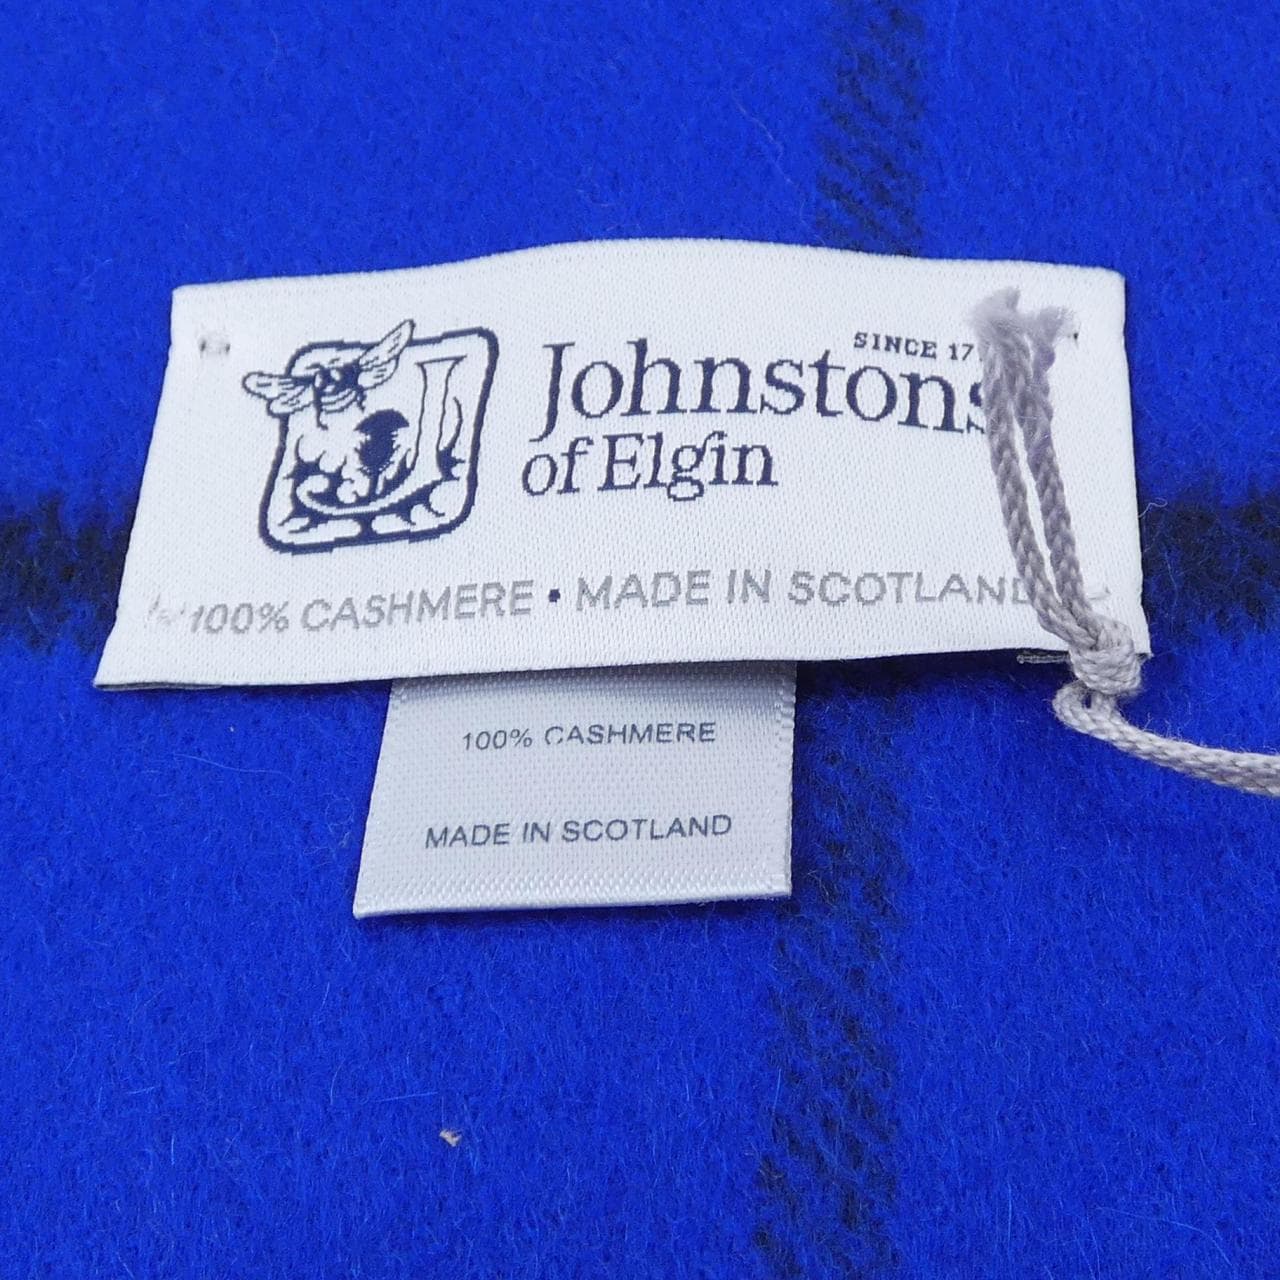 SINCE 17
Johnstons
of Elgin
100% CASHMERE • MADE IN SCOTLAND
100% CASHMERE
MADE IN SCOTLAND